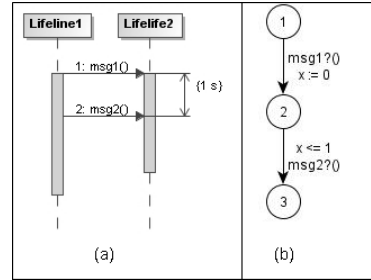 Lifeline1
Lifelife2
1: msg1()
{1 s}
2: msg2()
(a)
1
msg1?()
x := 0
2
x <= 1
msg2?()
3
(b)